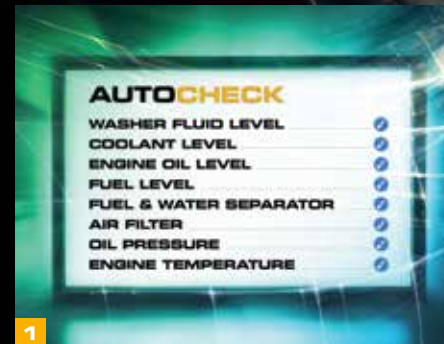 AUTOCHECK
WASHER FLUID LEVEL
COOLANT LEVEL
ENGINE OIL LEVEL
FUEL LEVEL
FUEL & WATER SEPARATOR
AIR FILTER
OIL PRESSURE
ENGINE TEMPERATURE
1